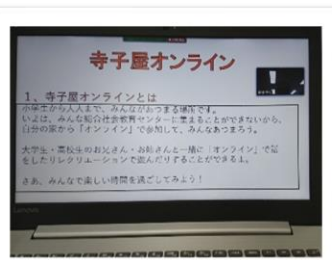 寺子屋オンライン
1、寺子屋オンラインとは
小学生から大人まで、みんながあつまる場所です。
いまは、みんな総合社会教育センターに集まることができないから、
自分の家から「オンライン」で参加して、みんなあつまろう。
大学生・高校生のお兄さん・お姉さんと一緒に「オンライン」で話
をしたりレクリエーションで遊んだりすることができるよ。
さあ、みんなで楽しい時間を過ごしてみよう！
Lenovo